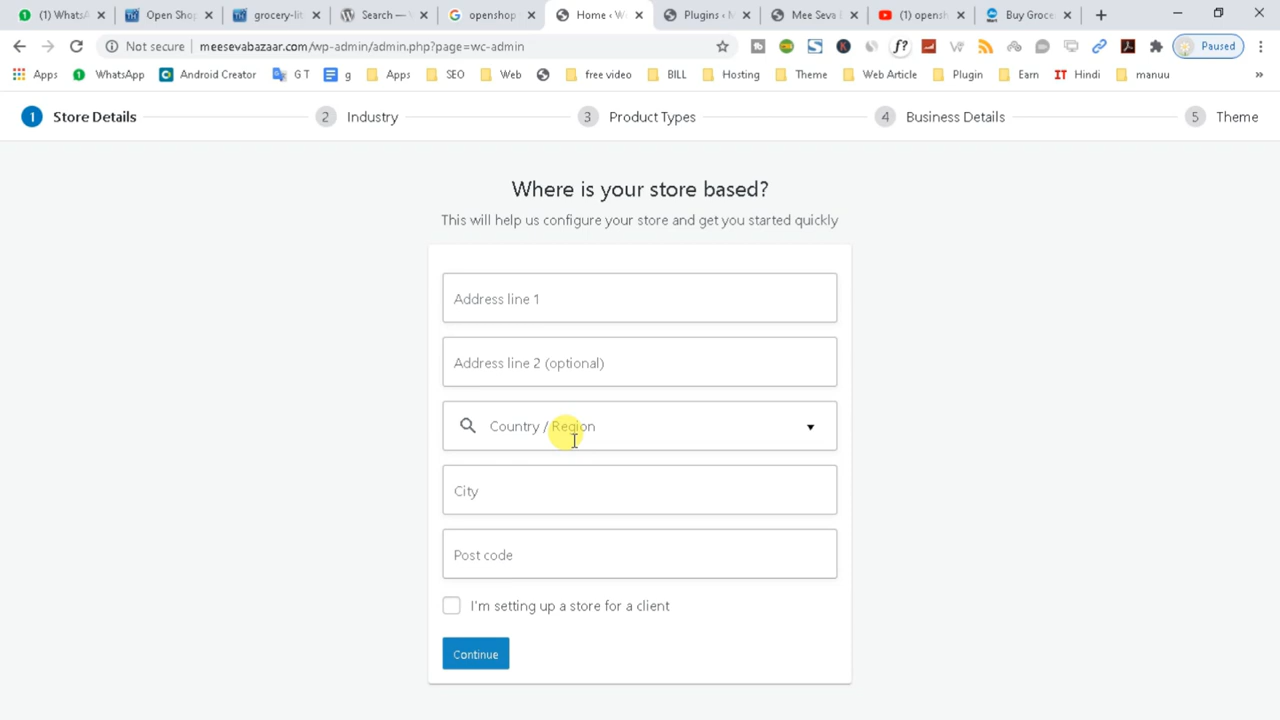 (1) WhatsA
Open Shop
grocery-lit
Search — W
openshop
Home ‹ W
Plugins ‹ M
Mee Seva B
(1) opensh
Buy Groce
Not secure
meesevabazaar.com/wp-admin/admin.php?page=wc-admin
Paused
Apps
WhatsApp
Android Creator
G T
g
Apps
SEO
Web
free video
BILL
Hosting
Theme
Web Article
Plugin
Earn
IT Hindi
manuu
»
1 Store Details
2 Industry
3 Product Types
4 Business Details
5 Theme
Where is your store based?
This will help us configure your store and get you started quickly
Address line 1
Address line 2 (optional)
Country / Region
City
Post code
I'm setting up a store for a client
Continue